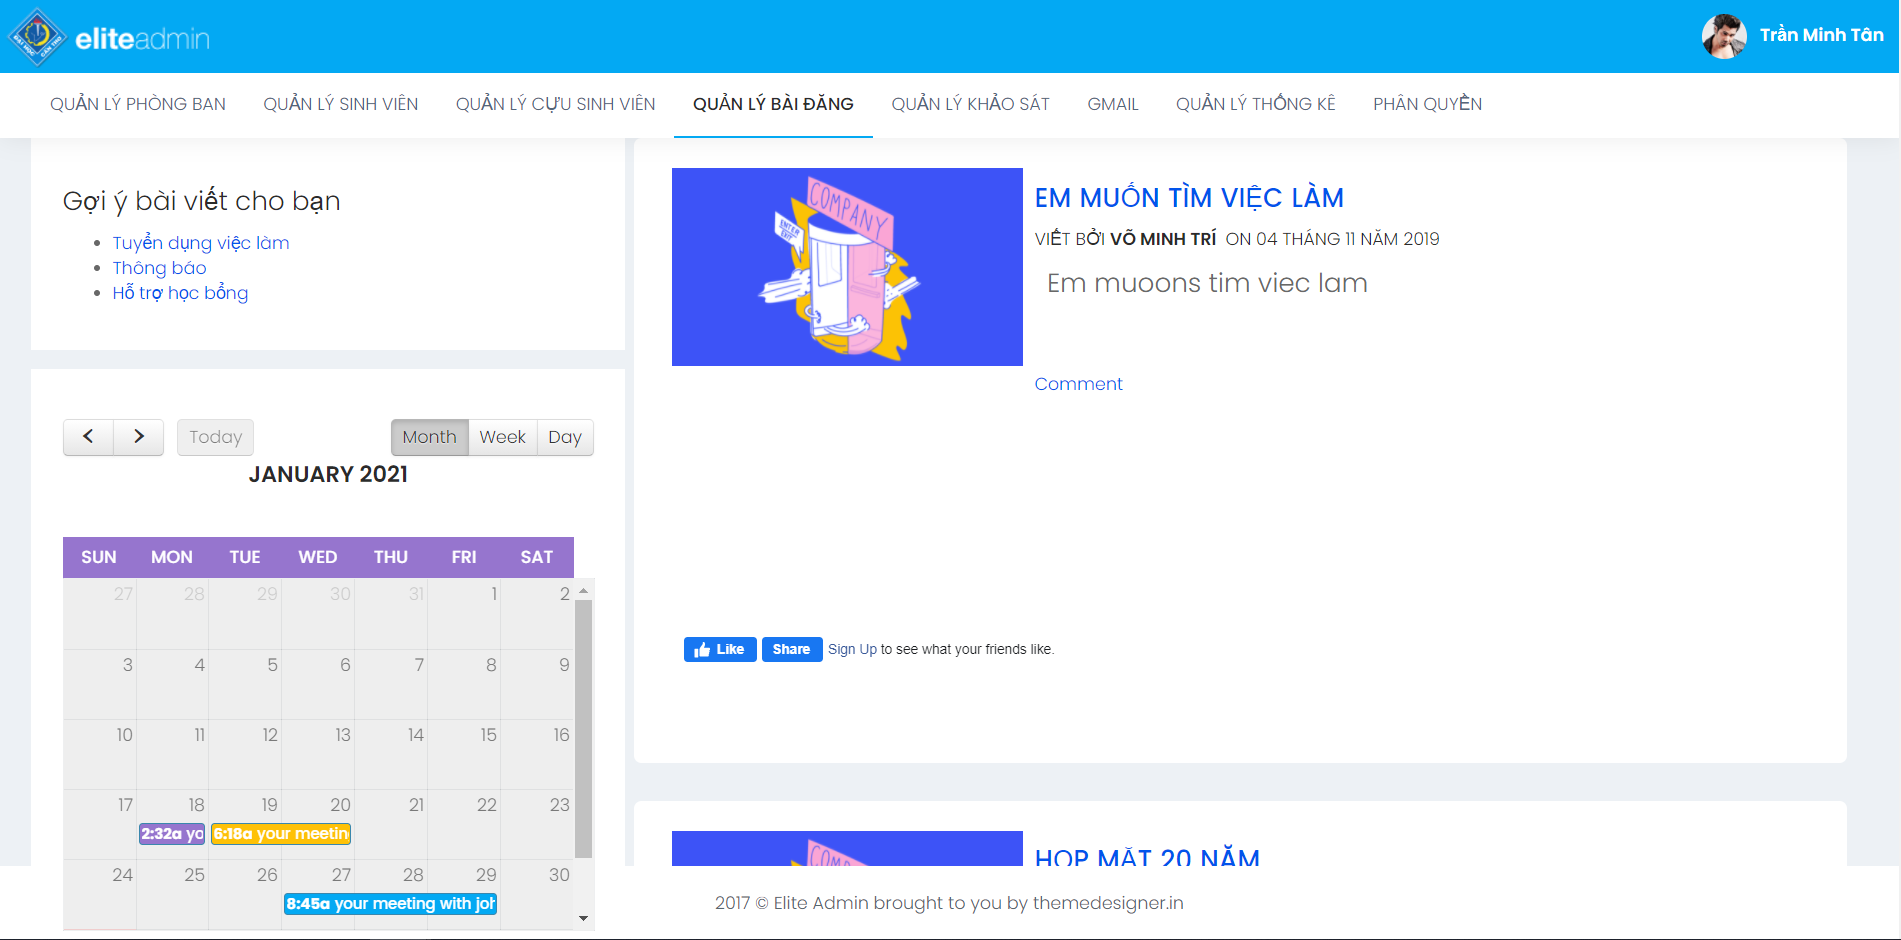 eliteadmin
Trần Minh Tân
QUẢN LÝ PHÒNG BAN
QUẢN LÝ SINH VIÊN
QUẢN LÝ CỰU SINH VIÊN
QUẢN LÝ BÀI ĐĂNG
QUẢN LÝ KHẢO SÁT
GMAIL
QUẢN LÝ THỐNG KÊ
PHÂN QUYỀN
Gợi ý bài viết cho bạn
Tuyển dụng việc làm
Thông báo
Hỗ trợ học bổng
Today
Month Week Day
JANUARY 2021
SUN MON TUE WED THU FRI SAT
27 28 29 30 31 1 2
3 4 5 6 7 8 9
10 11 12 13 14 15 16
17 18 19 20 21 22 23
2:32a yo
6:18a your meetin
24 25 26 27 28 29 30
8:45a your meeting with joh
COMPANY
ENTER
EXIT
EM MUỐN TÌM VIỆC LÀM
VIẾT BỞI VÕ MINH TRÍ ON 04 THÁNG 11 NĂM 2019
Em muoons tim viec lam
Comment
Like Share Sign Up to see what your friends like.
HỌP MẶT 20 NĂM
2017 © Elite Admin brought to you by themedesigner.in